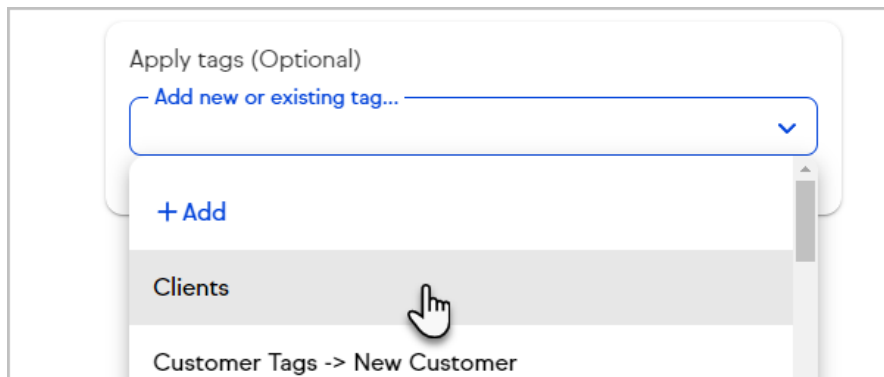 Apply tags (Optional)
Add new or existing tag...
+ Add
Clients
Customer Tags -> New Customer